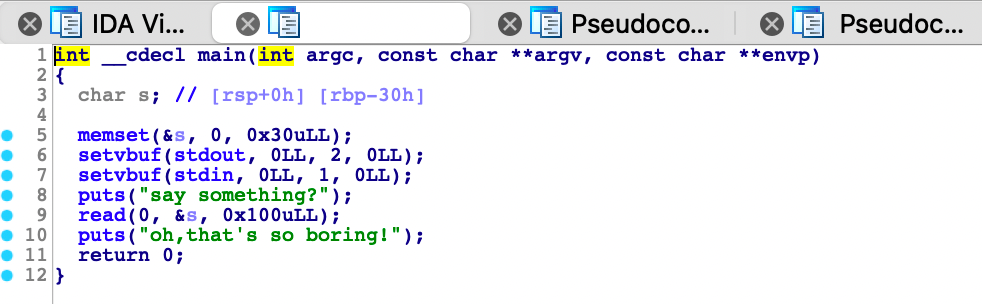 IDA Vi... Pseudoco... Pseudoc...
1 int __cdecl main(int argc, const char **argv, const char **envp)
2 {
3   char s; // [rsp+0h] [rbp-30h]
4
5   memset(&s, 0, 0x30uLL);
6   setvbuf(stdout, 0LL, 2, 0LL);
7   setvbuf(stdin, 0LL, 1, 0LL);
8   puts("say something?");
9   read(0, &s, 0x100uLL);
10   puts("oh,that's so boring!");
11   return 0;
12 }